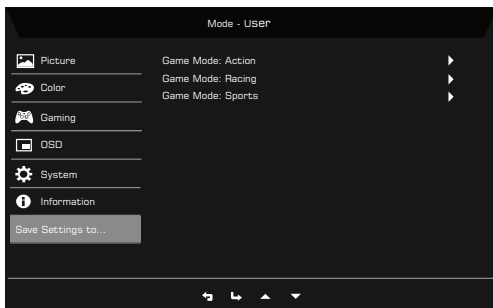 Mode - User
Picture
Color
Gaming
OSD
System
Information
Save Settings to...
Game Mode: Action
Game Mode: Racing
Game Mode: Sports